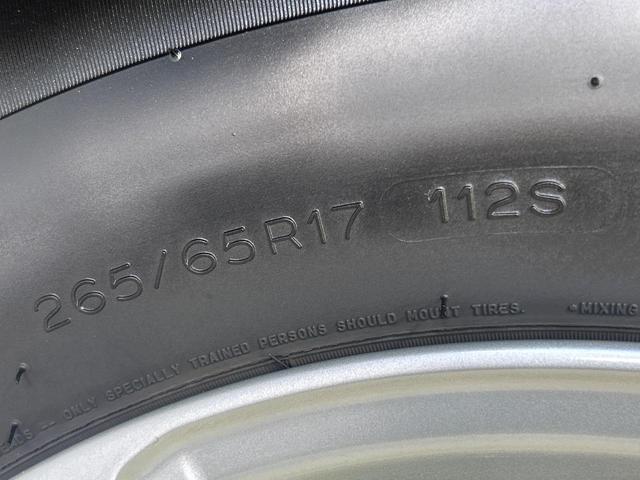 265/65R17 112S
ONLY SPECIALLY TRAINED PERSONS SHOULD MOUNT TIRES. •MIXING